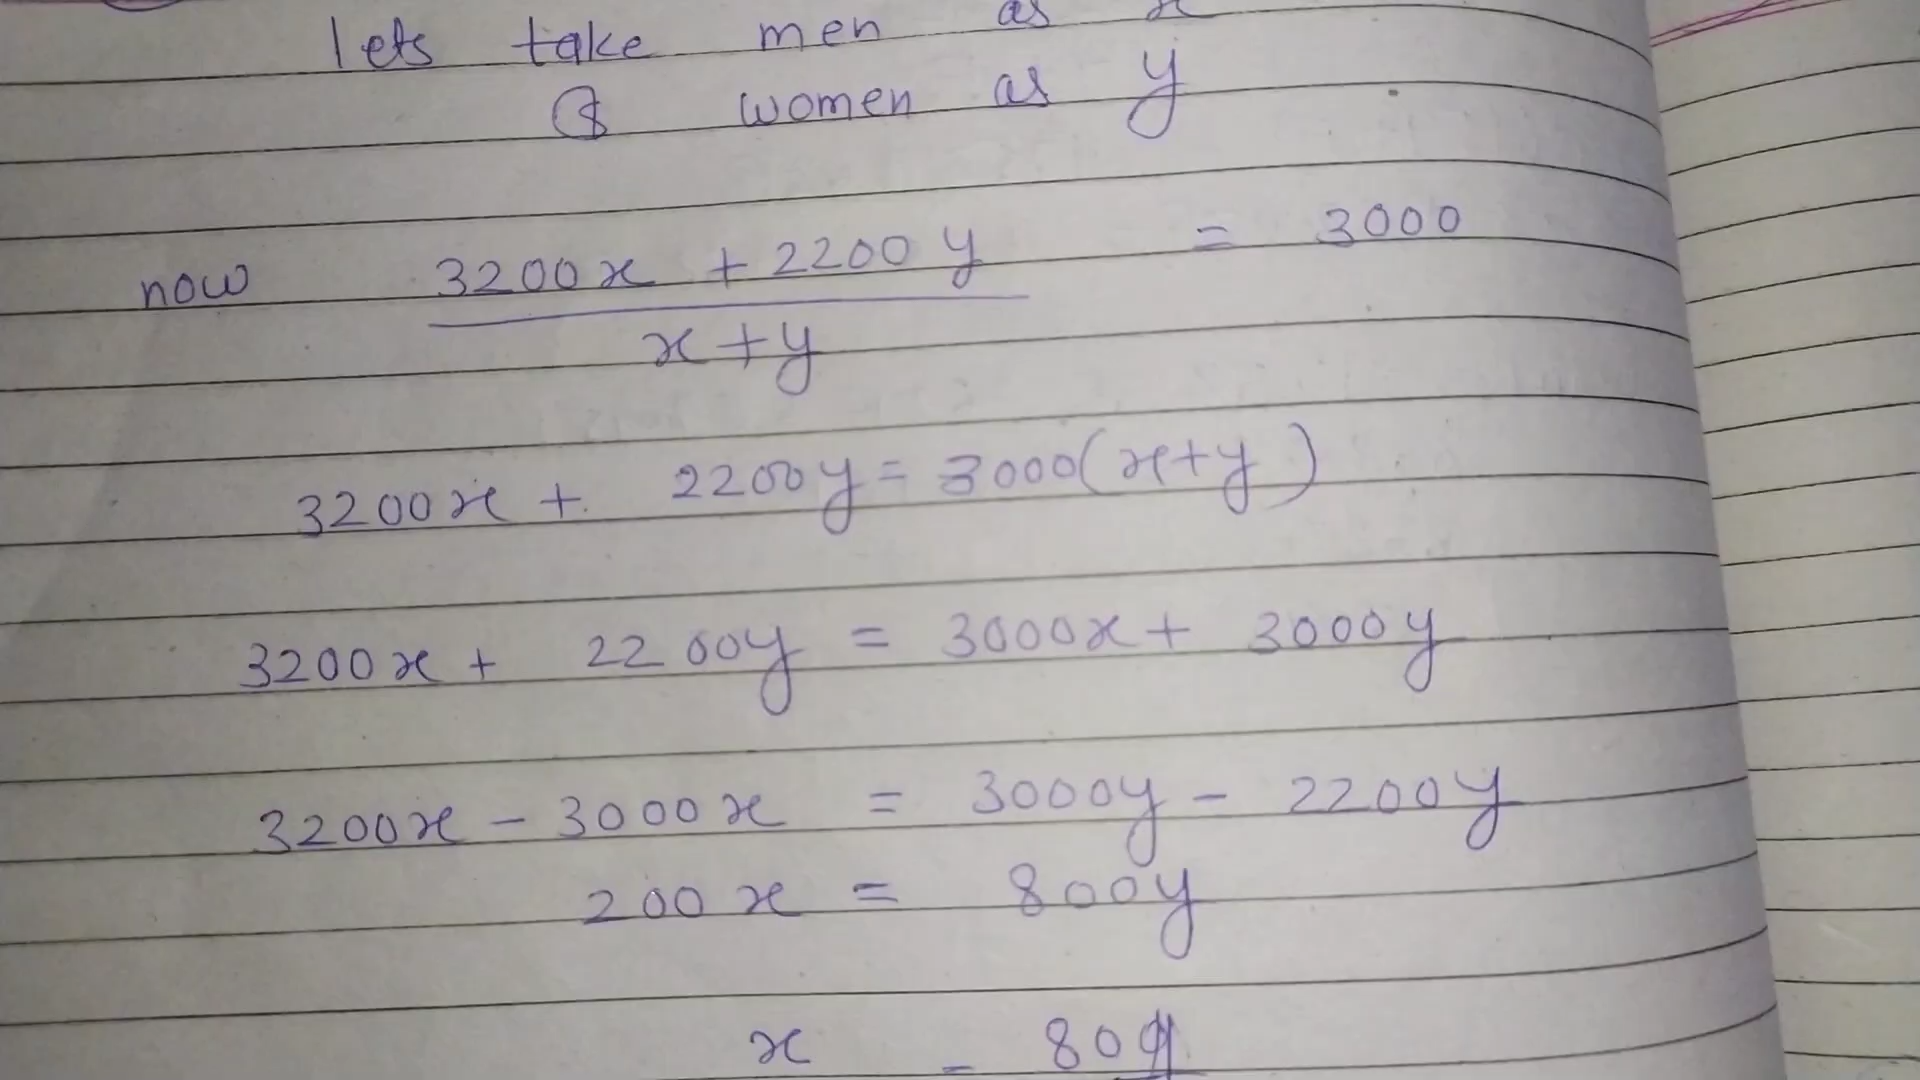 lets take men as x
& women as y
now 3200x + 2200y = 3000
x+y
3200x + 2200y = 3000(x+y)
3200x + 2200y = 3000x + 3000y
3200x - 3000x = 3000y - 2200y
200x = 800y
x = 80